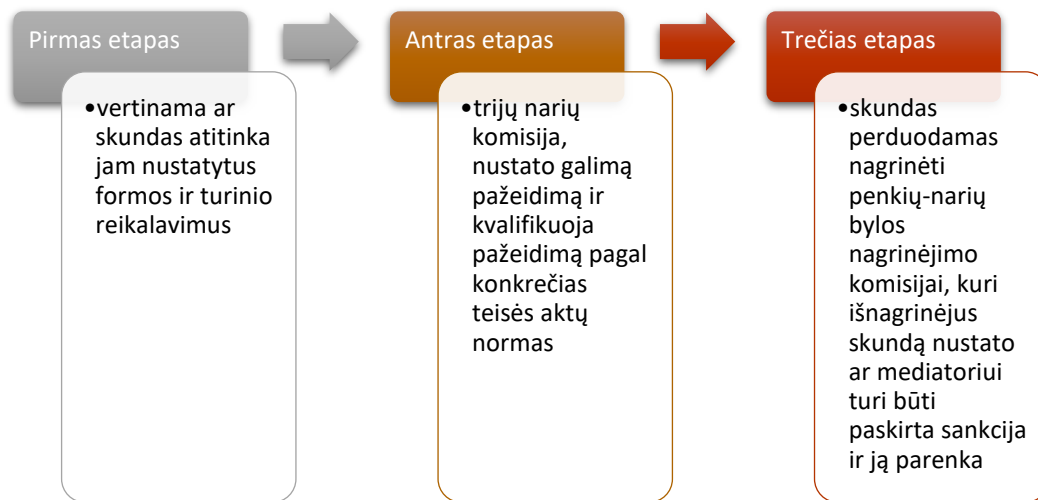 Pirmas etapas
•vertinama ar
skundas atitinka
jam nustatytus
formos ir turinio
reikalavimus
Antras etapas
•trijų narių
komisija,
nustato galimą
pažeidimą ir
kvalifikuoja
pažeidimą pagal
konkrečias
teisės aktų
normas
Trečias etapas
•skundas
perduodamas
nagrinėti
penkių-narių
bylos
nagrinėjimo
komisijai, kuri
išnagrinėjus
skundą nustato
ar mediatoriui
turi būti
paskirta sankcija
ir ją parenka